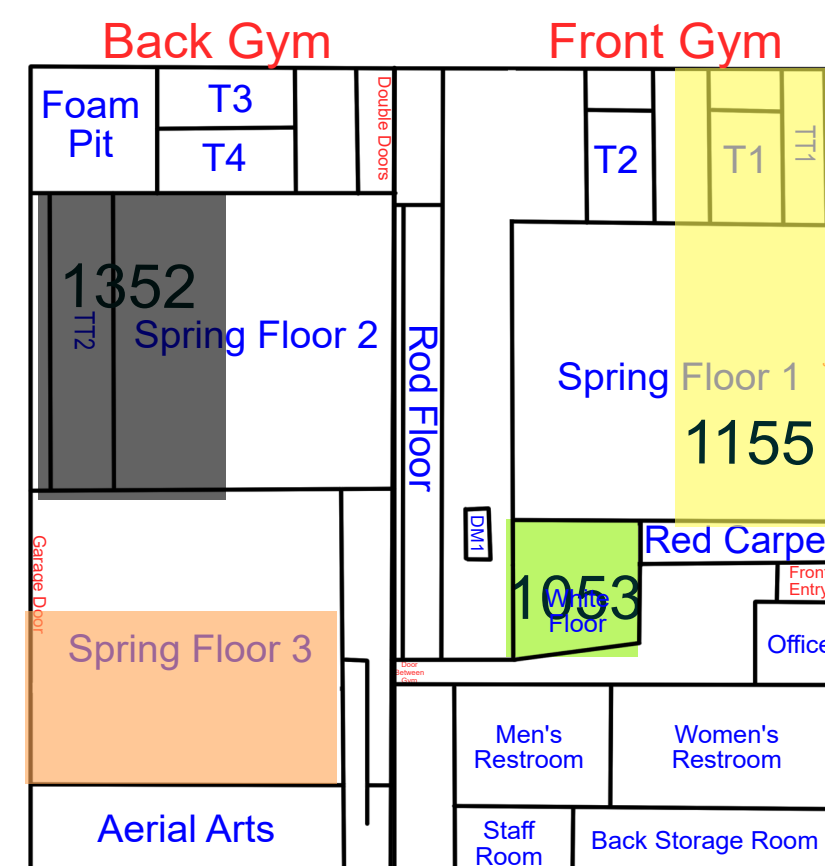 Back Gym
Front Gym
Foam
Pit
T3
T4
Double Doors
T2
T1
TT1
1352
TT2
Spring Floor 2
Rod Floor
Spring Floor 1
1155
DM1
Red Carpe
Front
Entry
1053
White
Floor
Garage Door
Spring Floor 3
Door
Between
Gym
Office
Men's
Restroom
Women's
Restroom
Aerial Arts
Staff
Room
Back Storage Room